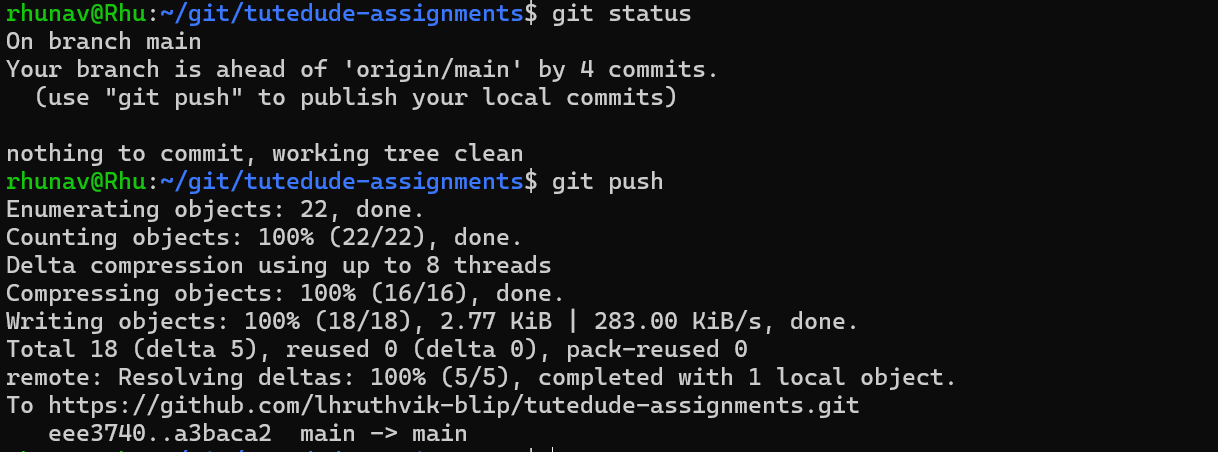 rhunav@Rhu:~/git/tutedude-assignments$ git status
On branch main
Your branch is ahead of 'origin/main' by 4 commits.
  (use "git push" to publish your local commits)

nothing to commit, working tree clean
rhunav@Rhu:~/git/tutedude-assignments$ git push
Enumerating objects: 22, done.
Counting objects: 100% (22/22), done.
Delta compression using up to 8 threads
Compressing objects: 100% (16/16), done.
Writing objects: 100% (18/18), 2.77 KiB | 283.00 KiB/s, done.
Total 18 (delta 5), reused 0 (delta 0), pack-reused 0
remote: Resolving deltas: 100% (5/5), completed with 1 local object.
To https://github.com/lhruthvik-blip/tutedude-assignments.git
   eee3740..a3baca2  main -> main